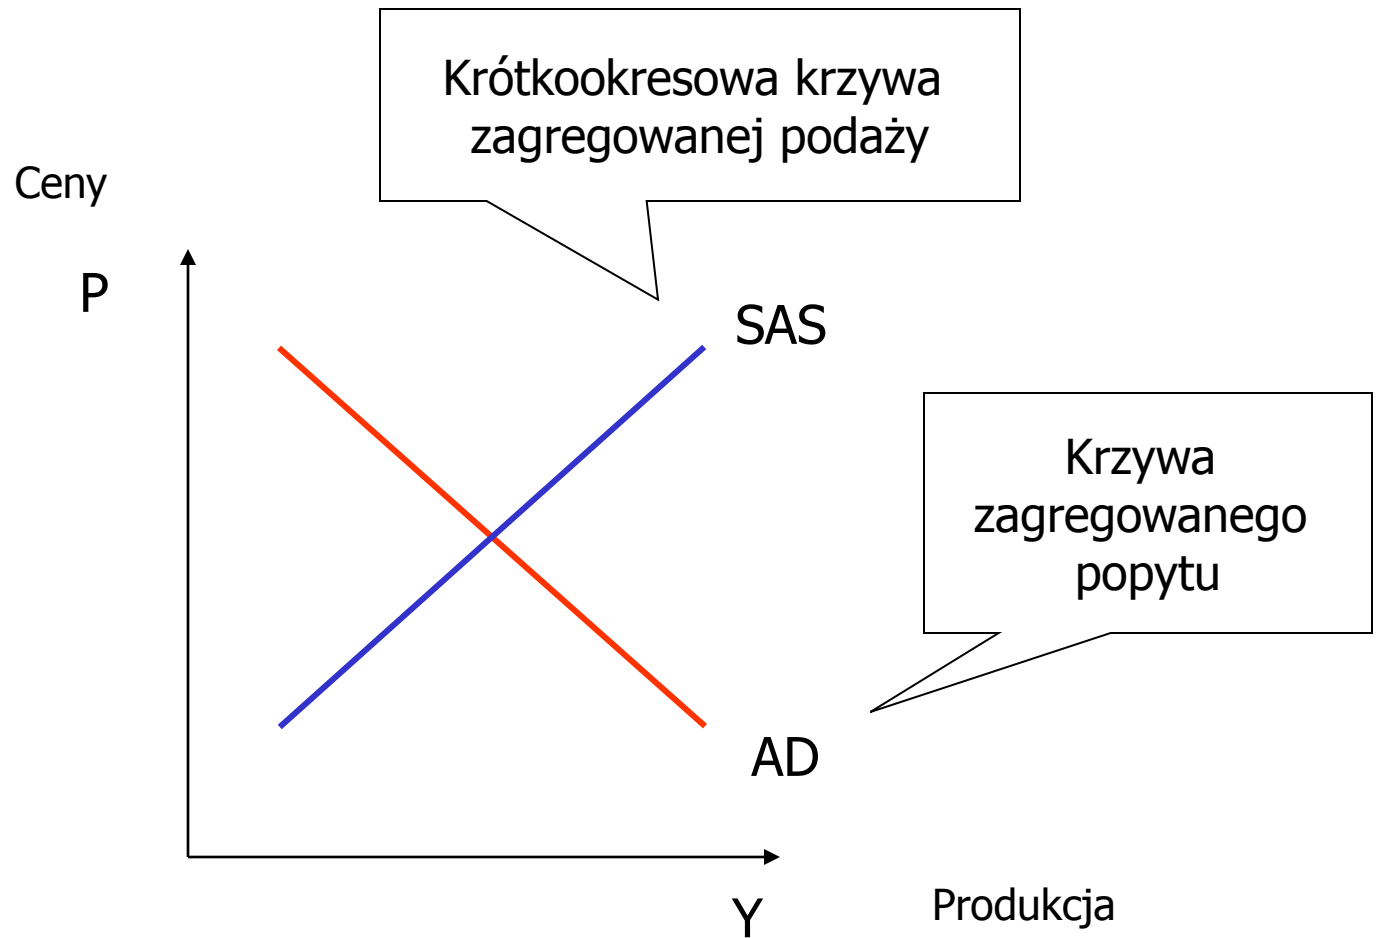 Krótkookresowa krzywa
zagregowanej podaży
Ceny
P
SAS
Krzywa
zagregowanego
popytu
AD
Y
Produkcja